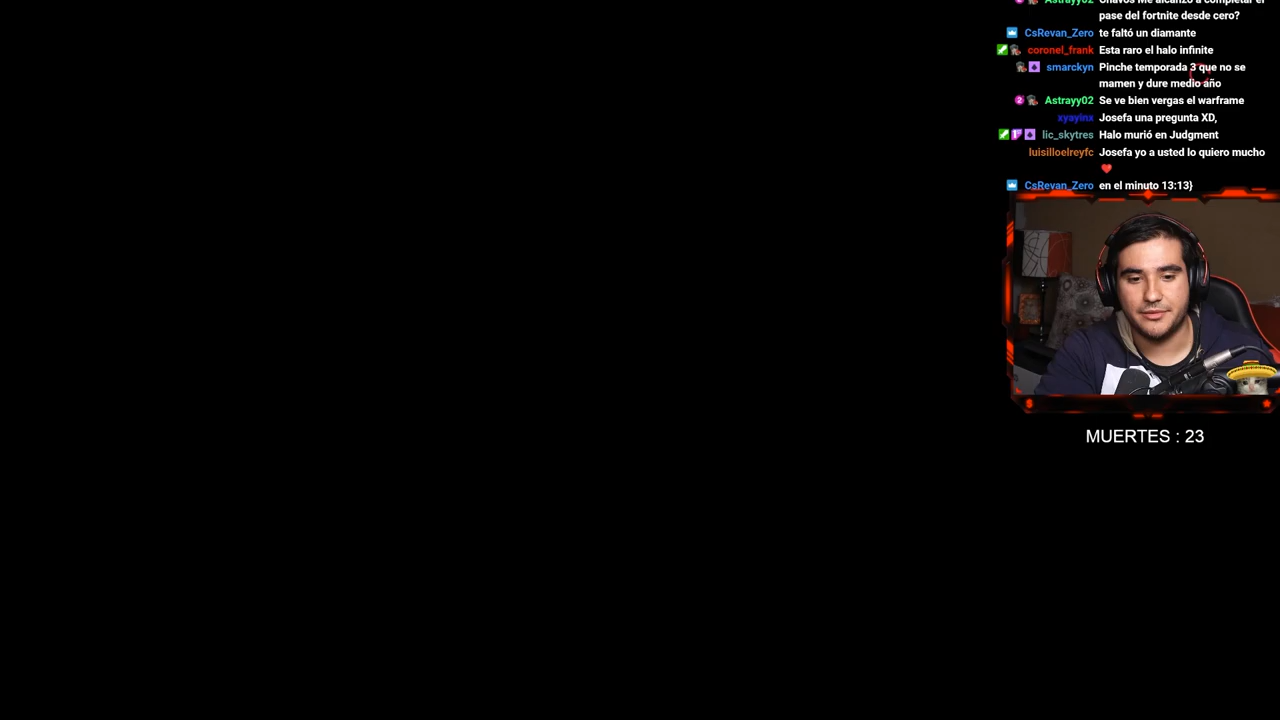 Astrayy02 Chavos Me alcanzó a completar el
pase del fortnite desde cero?
CsRevan_Zero te faltó un diamante
coronel_frank Esta raro el halo infinite
smarckyn Pinche temporada 3 que no se
mamen y dure medio año
2 Astrayy02 Se ve bien vergas el warframe
xyayinx Josefa una pregunta XD,
lic_skytres Halo murió en Judgment
luisilloelreyfc Josefa yo a usted lo quiero mucho
CsRevan_Zero en el minuto 13:13}
MUERTES : 23